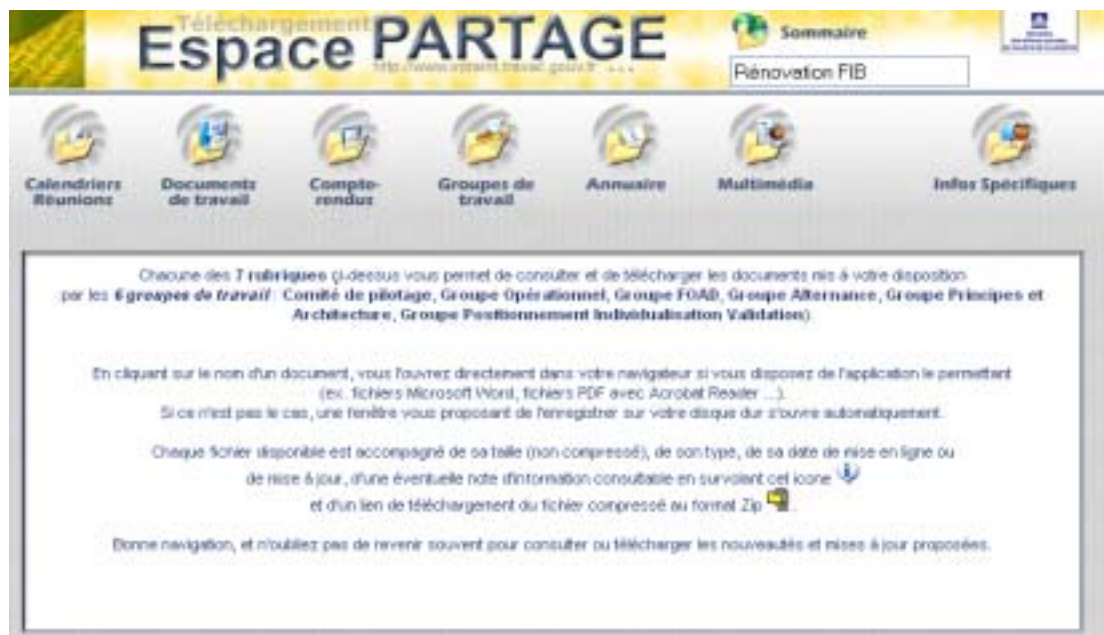 Téléchargement
Espace PARTAGE
Sommaire
Rénovation FIB
Calendriers Réunions
Documents de travail
Compte-rendus
Groupes de travail
Annuaire
Multimédia
Infos Spécifiques
Chacune des 7 rubriques çi-dessus vous permet de consulter et de télécharger les documents mis à votre disposition
par les 6 groupes de travail : Comité de pilotage, Groupe Opérationnel, Groupe FOAD, Groupe Alternance, Groupe Principes et
Architecture, Groupe Positionnement Individualisation Validation).
En cliquant sur le nom d'un document, vous l'ouvrez directement dans votre navigateur si vous disposez de l'application le permettant
(ex. fichiers Microsoft Word, fichiers PDF avec Acrobat Reader ...).
Si ce n'est pas le cas, une fenêtre vous proposant de l'enregistrer sur votre disque dur s'ouvre automatiquement.
Chaque fichier disponible est accompagné de sa taille (non compressé), de son type, de sa date de mise en ligne ou
de mise à jour, d'une éventuelle note d'information consultable en survolant cet icone
et d'un lien de téléchargement du fichier compressé au format Zip .
Bonne navigation, et n'oubliez pas de revenir souvent pour consulter ou télécharger les nouveautés et mises à jour proposées.